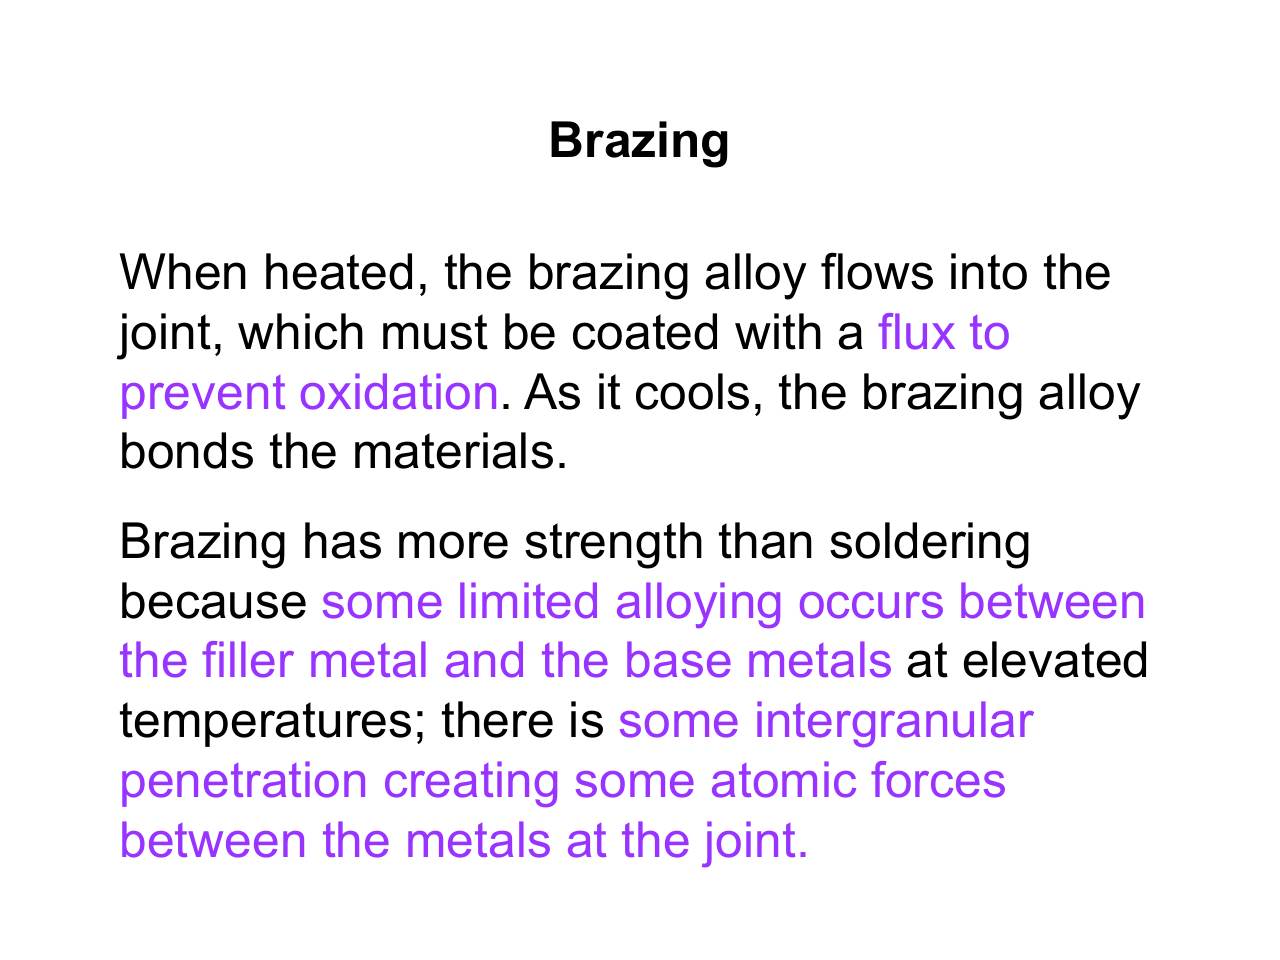 Brazing
When heated, the brazing alloy flows into the
joint, which must be coated with a flux to
prevent oxidation. As it cools, the brazing alloy
bonds the materials.
Brazing has more strength than soldering
because some limited alloying occurs between
the filler metal and the base metals at elevated
temperatures; there is some intergranular
penetration creating some atomic forces
between the metals at the joint.